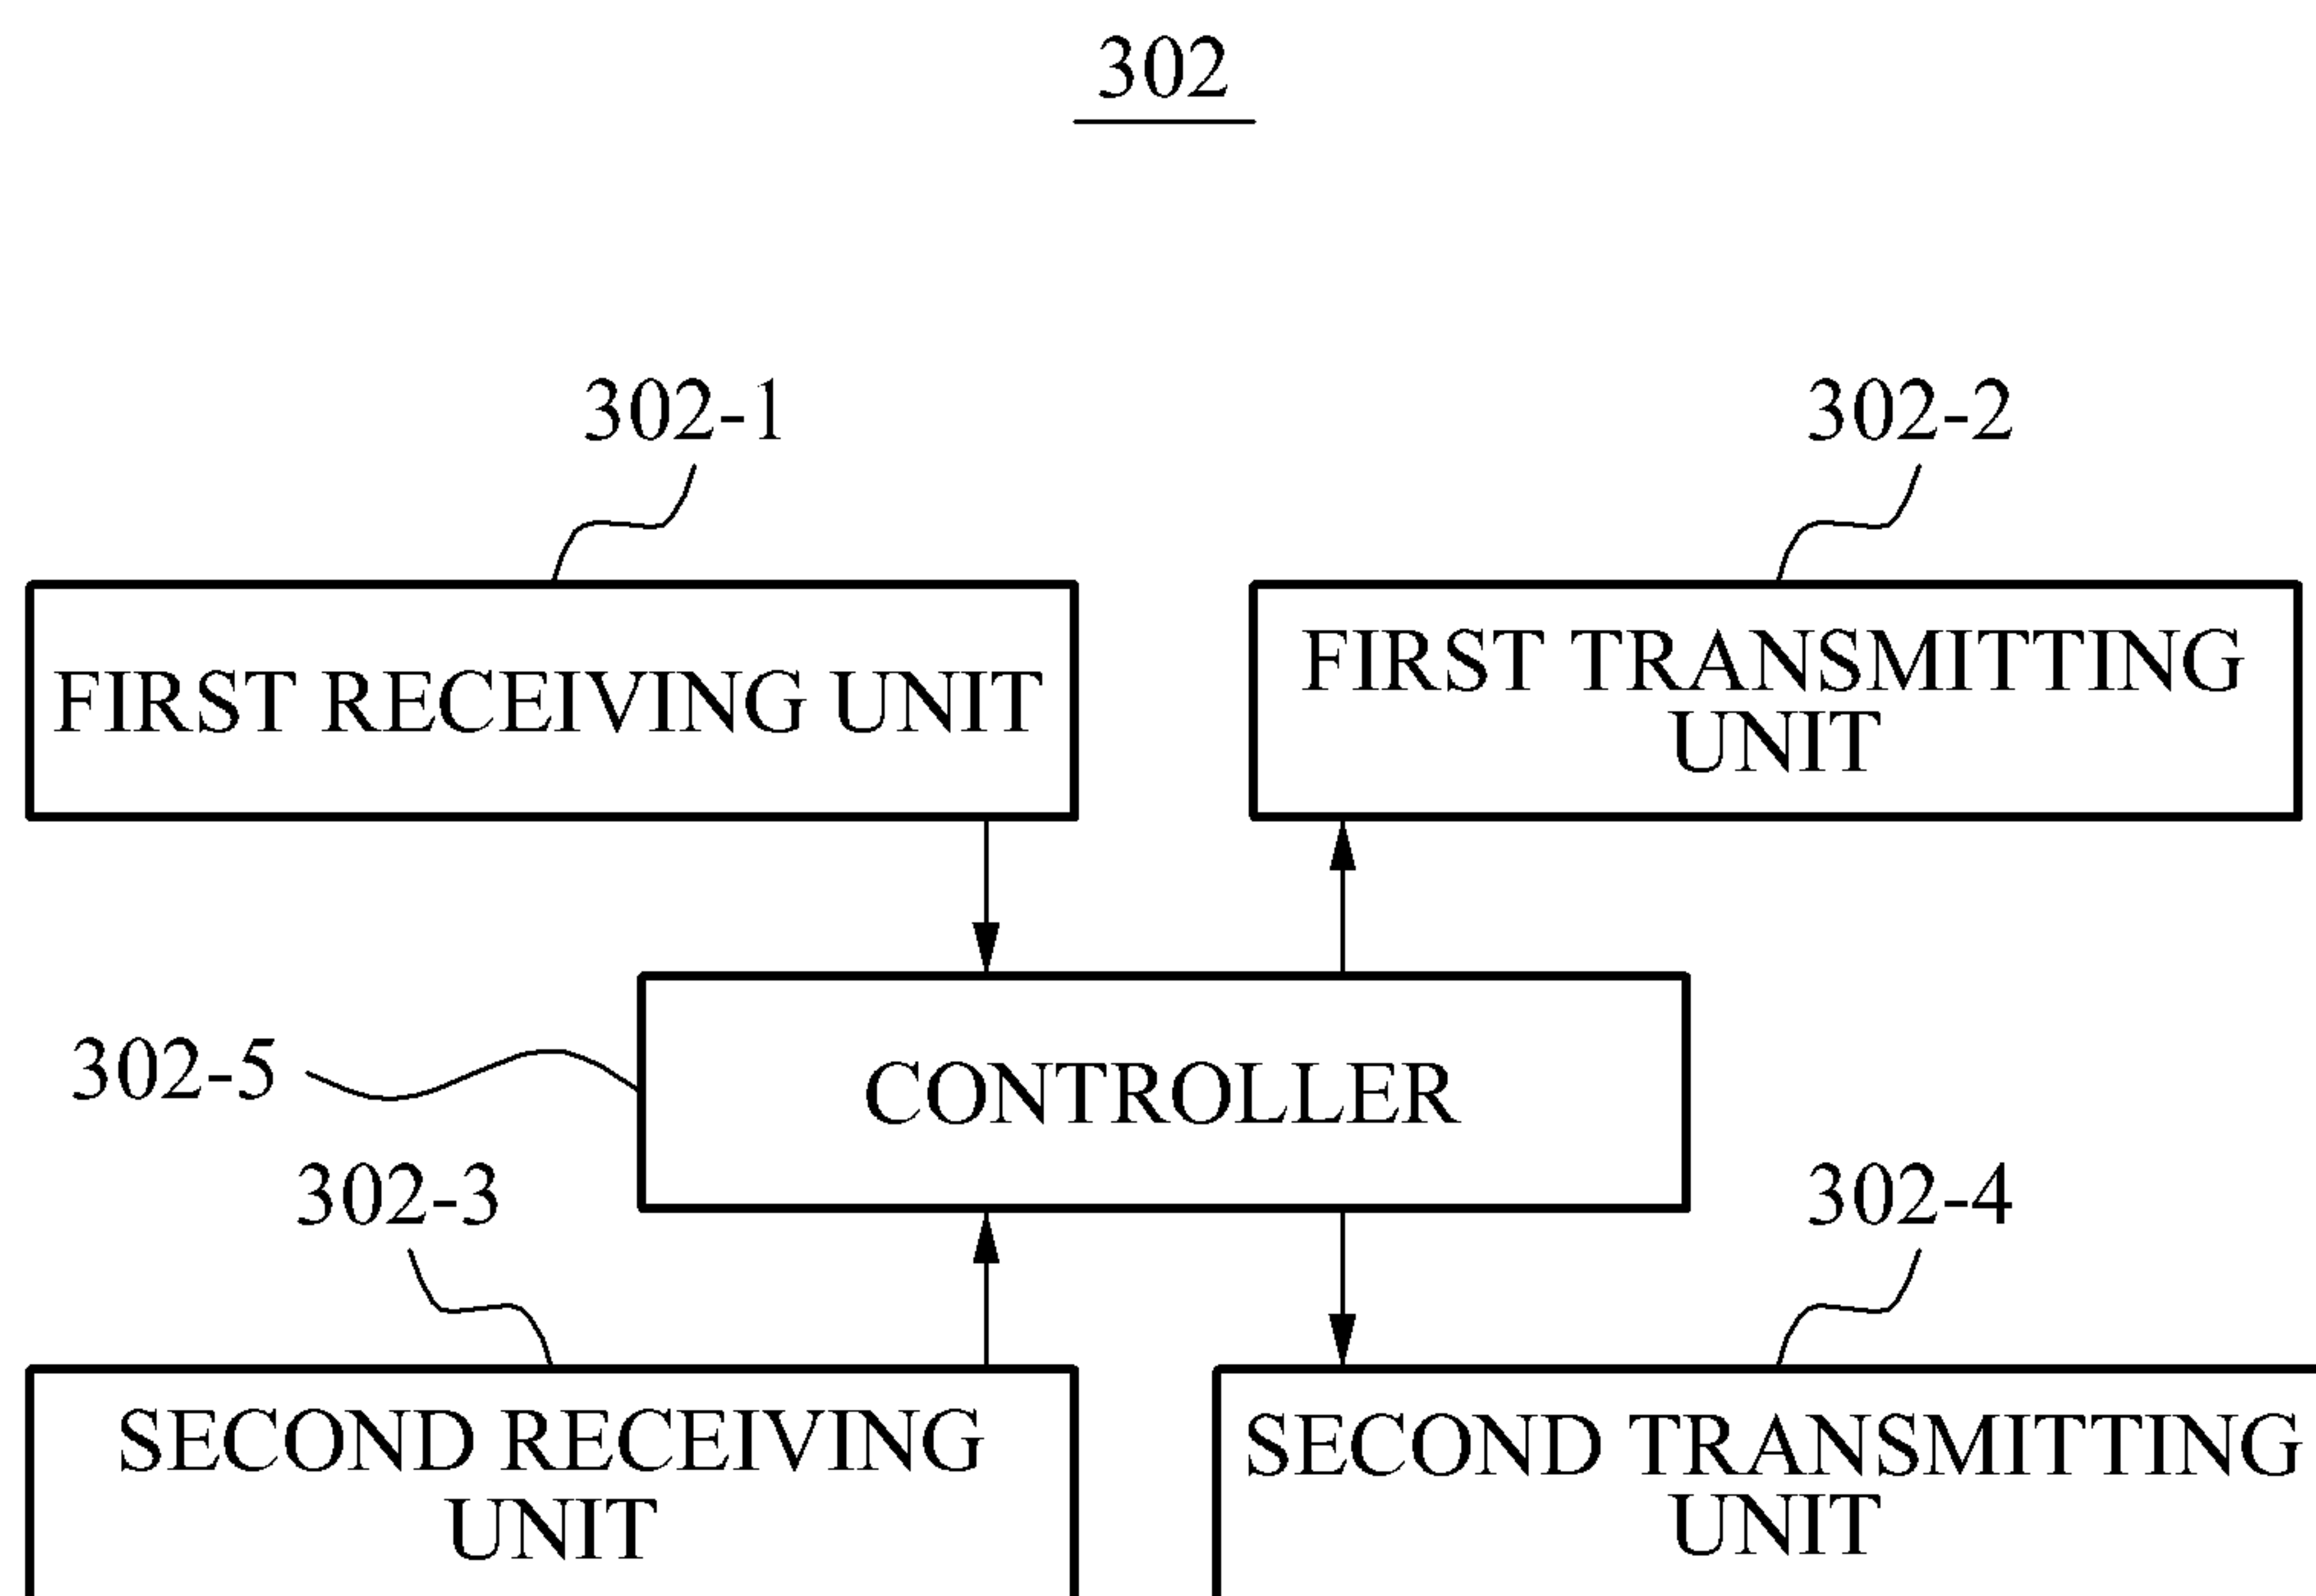 302
302-1
302-2
FIRST RECEIVING UNIT
FIRST TRANSMITTING
UNIT
302-5
CONTROLLER
302-3
302-4
SECOND RECEIVING
UNIT
SECOND TRANSMITTING
UNIT